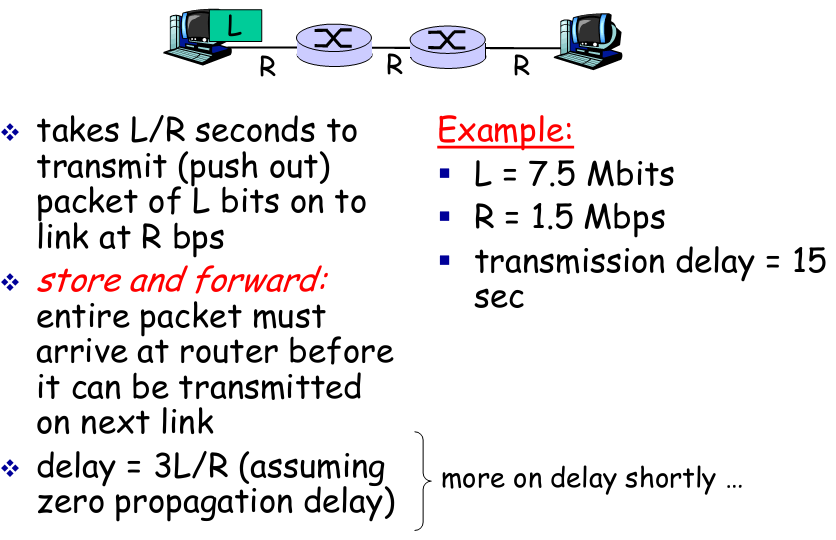 L
R
R
R
takes L/R seconds to
transmit (push out)
packet of L bits on to
link at R bps
store and forward:
entire packet must
arrive at router before
it can be transmitted
on next link
delay = 3L/R (assuming
zero propagation delay)
Example:
L = 7.5 Mbits
R = 1.5 Mbps
transmission delay = 15
sec
more on delay shortly …